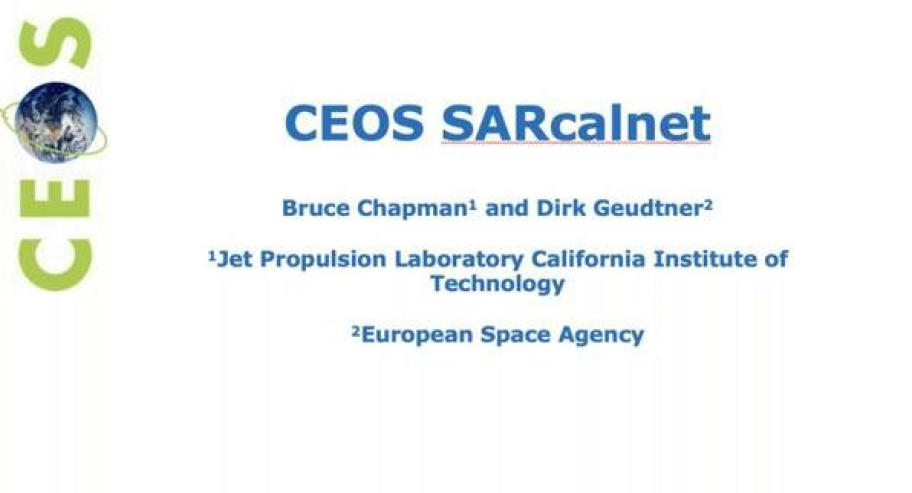 CEOS
CEOS SARcalnet
Bruce Chapman¹ and Dirk Geudtner²
¹Jet Propulsion Laboratory California Institute of
Technology
²European Space Agency